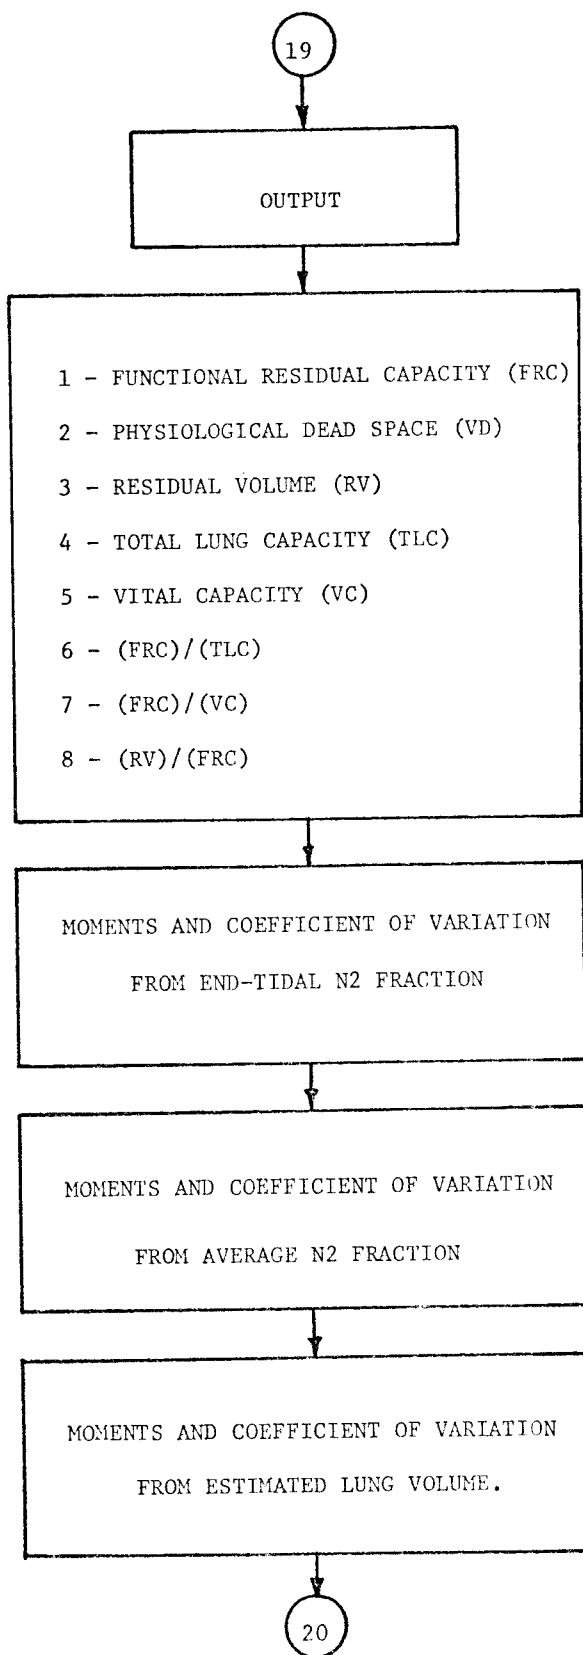 19
OUTPUT
1 - FUNCTIONAL RESIDUAL CAPACITY (FRC)
2 - PHYSIOLOGICAL DEAD SPACE (VD)
3 - RESIDUAL VOLUME (RV)
4 - TOTAL LUNG CAPACITY (TLC)
5 - VITAL CAPACITY (VC)
6 - (FRC)/(TLC)
7 - (FRC)/(VC)
8 - (RV)/(FRC)
MOMENTS AND COEFFICIENT OF VARIATION
FROM END-TIDAL N2 FRACTION
MOMENTS AND COEFFICIENT OF VARIATION
FROM AVERAGE N2 FRACTION
MOMENTS AND COEFFICIENT OF VARIATION
FROM ESTIMATED LUNG VOLUME.
20